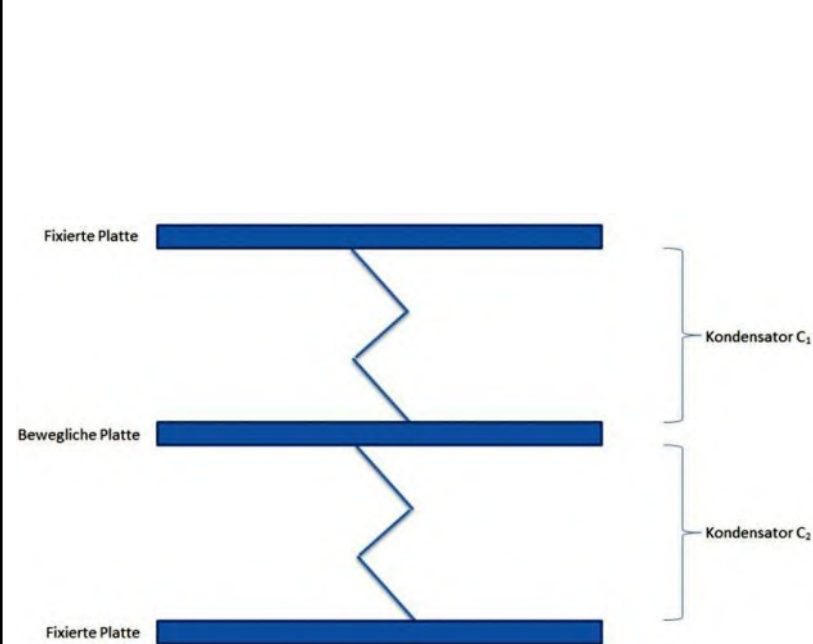 Fixierte Platte
Kondensator C₁
Bewegliche Platte
Kondensator C₂
Fixierte Platte